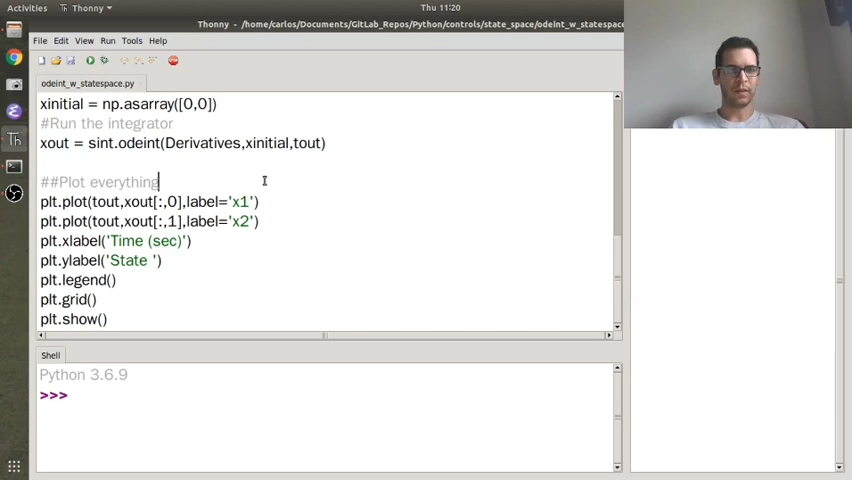 Activities
Thonny
Thu 11:20
Thonny - /home/carlos/Documents/GitLab_Repos/Python/controls/state_space/odeint_w_statespace
File Edit View Run Tools Help
odeint_w_statespace.py
xinitial = np.asarray([0,0])
#Run the integrator
xout = sint.odeint(Derivatives,xinitial,tout)
##Plot everything
plt.plot(tout,xout[:,0],label='x1')
plt.plot(tout,xout[:,1],label='x2')
plt.xlabel('Time (sec)')
plt.ylabel('State ')
plt.legend()
plt.grid()
plt.show()
Shell
Python 3.6.9
>>>